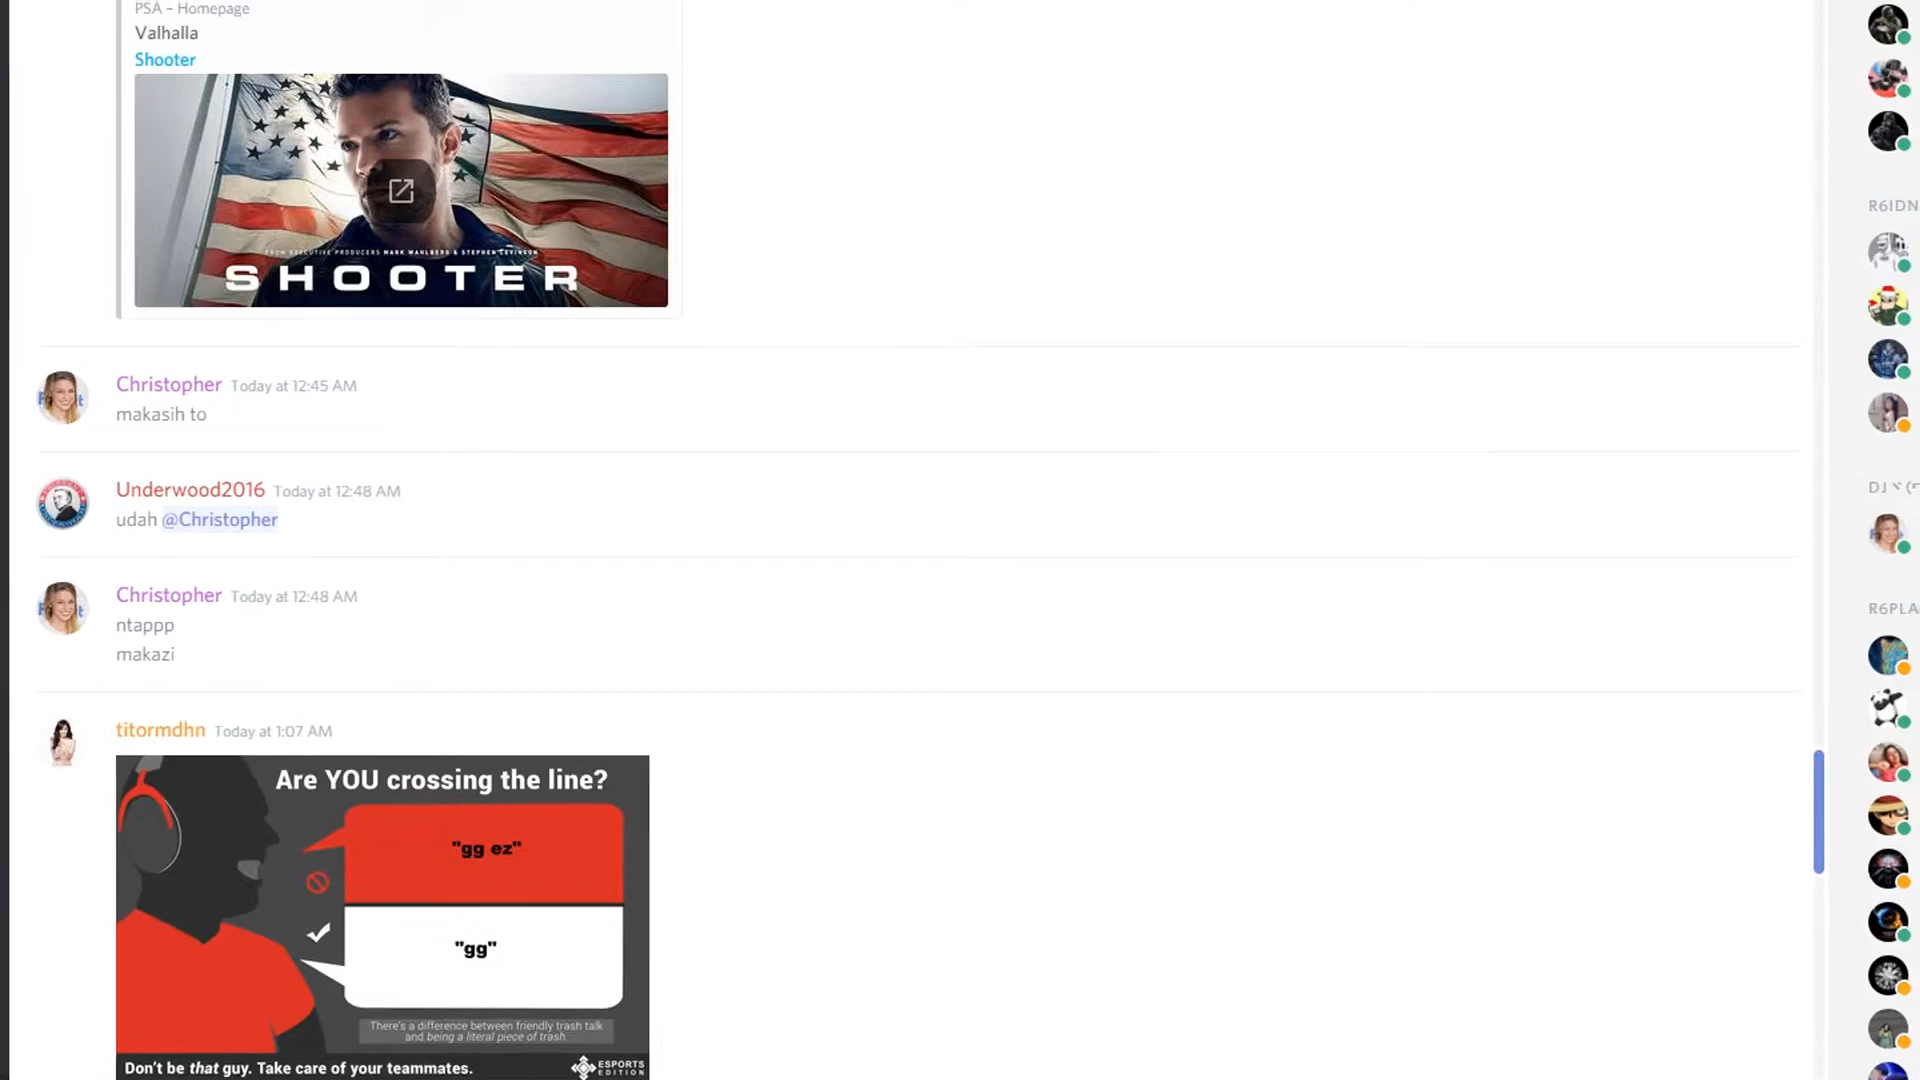 PSA – Homepage
Valhalla
Shooter
FROM EXECUTIVE PRODUCERS MARK WAHLBERG & STEPHEN LEVINSON
SHOOTER
Christopher Today at 12:45 AM
makasih to
Underwood2016 Today at 12:48 AM
udah @Christopher
Christopher Today at 12:48 AM
ntappp
makazi
titormdhn Today at 1:07 AM
Are YOU crossing the line?
"gg ez"
"gg"
There's a difference between friendly trash talk
and being a literal piece of trash.
Don't be that guy. Take care of your teammates.
ESPORTS
EDITION
R6IDN
DJ
R6PLA